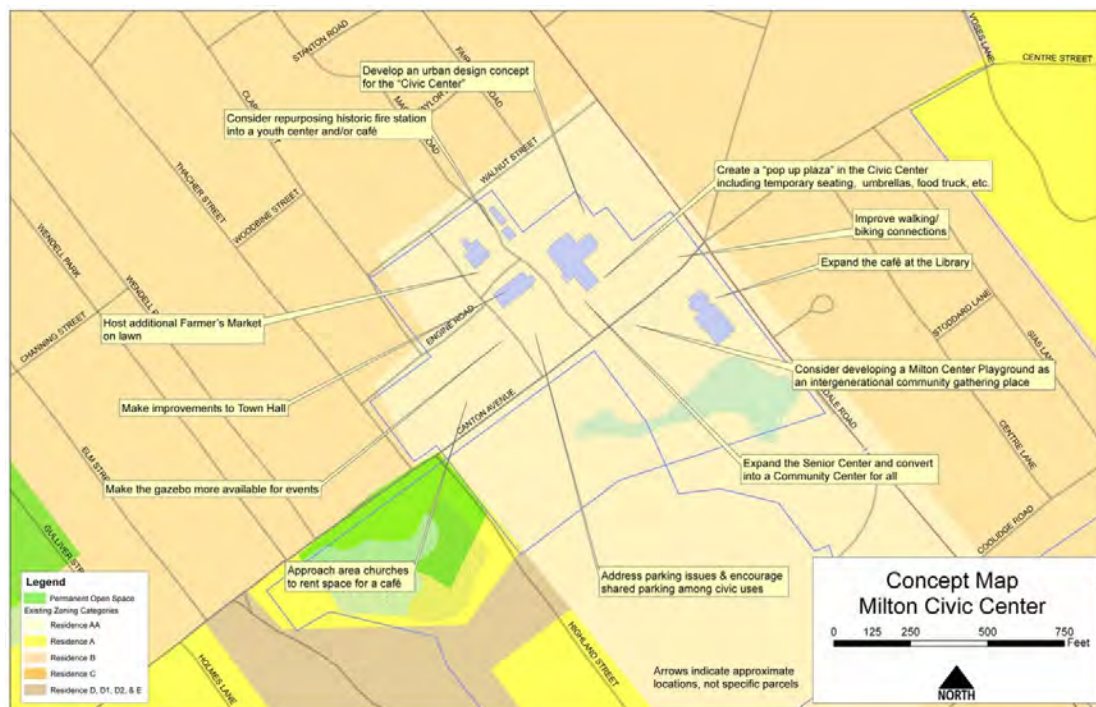 VOSES LANE
CENTRE STREET
STANTON ROAD
Develop an urban design concept
for the "Civic Center"
Consider repurposing historic fire station
into a youth center and/or café
WALNUT STREET
THACHER STREET
WOODBINE STREET
WENDELL PARK
Create a "pop up plaza" in the Civic Center
including temporary seating, umbrellas, food truck, etc.
Improve walking/
biking connections
Expand the café at the Library
Host additional Farmer's Market
on lawn
ENGINE ROAD
CHANNING STREET
STODDARD LANE
SIAS LANE
Consider developing a Milton Center Playground as
an intergenerational community gathering place
Make improvements to Town Hall
CANTON AVENUE
CENTRE LANE
Expand the Senior Center and convert
into a Community Center for all
Make the gazebo more available for events
COOLIDGE ROAD
Approach area churches
to rent space for a café
Address parking issues & encourage
shared parking among civic uses
HIGHLAND STREET
HOLMES LANE
Legend
Permanent Open Space
Existing Zoning Categories
Residence AA
Residence A
Residence B
Residence C
Residence D, D1, D2, & E
Arrows indicate approximate
locations, not specific parcels
Concept Map
Milton Civic Center
0 125 250 500 750
Feet
NORTH